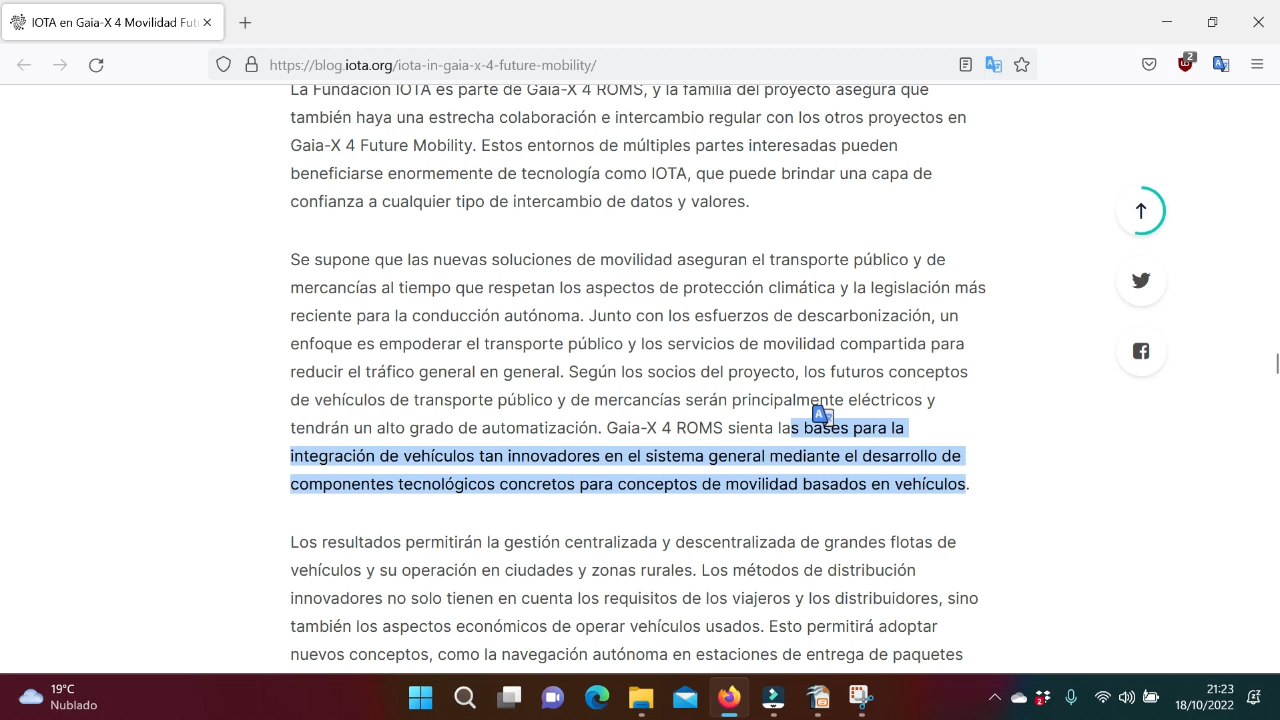 IOTA en Gaia-X 4 Movilidad Fut
https://blog.iota.org/iota-in-gaia-x-4-future-mobility/
2
La Fundación IOTA es parte de Gaia-X 4 ROMS, y la familia del proyecto asegura que
también haya una estrecha colaboración e intercambio regular con los otros proyectos en
Gaia-X 4 Future Mobility. Estos entornos de múltiples partes interesadas pueden
beneficiarse enormemente de tecnología como IOTA, que puede brindar una capa de
confianza a cualquier tipo de intercambio de datos y valores.
Se supone que las nuevas soluciones de movilidad aseguran el transporte público y de
mercancías al tiempo que respetan los aspectos de protección climática y la legislación más
reciente para la conducción autónoma. Junto con los esfuerzos de descarbonización, un
enfoque es empoderar el transporte público y los servicios de movilidad compartida para
reducir el tráfico general en general. Según los socios del proyecto, los futuros conceptos
de vehículos de transporte público y de mercancías serán principalmente eléctricos y
tendrán un alto grado de automatización. Gaia-X 4 ROMS sienta las bases para la
integración de vehículos tan innovadores en el sistema general mediante el desarrollo de
componentes tecnológicos concretos para conceptos de movilidad basados en vehículos.
Los resultados permitirán la gestión centralizada y descentralizada de grandes flotas de
vehículos y su operación en ciudades y zonas rurales. Los métodos de distribución
innovadores no solo tienen en cuenta los requisitos de los viajeros y los distribuidores, sino
también los aspectos económicos de operar vehículos usados. Esto permitirá adoptar
nuevos conceptos, como la navegación autónoma en estaciones de entrega de paquetes
19°C
Nublado
2
21:23
18/10/2022